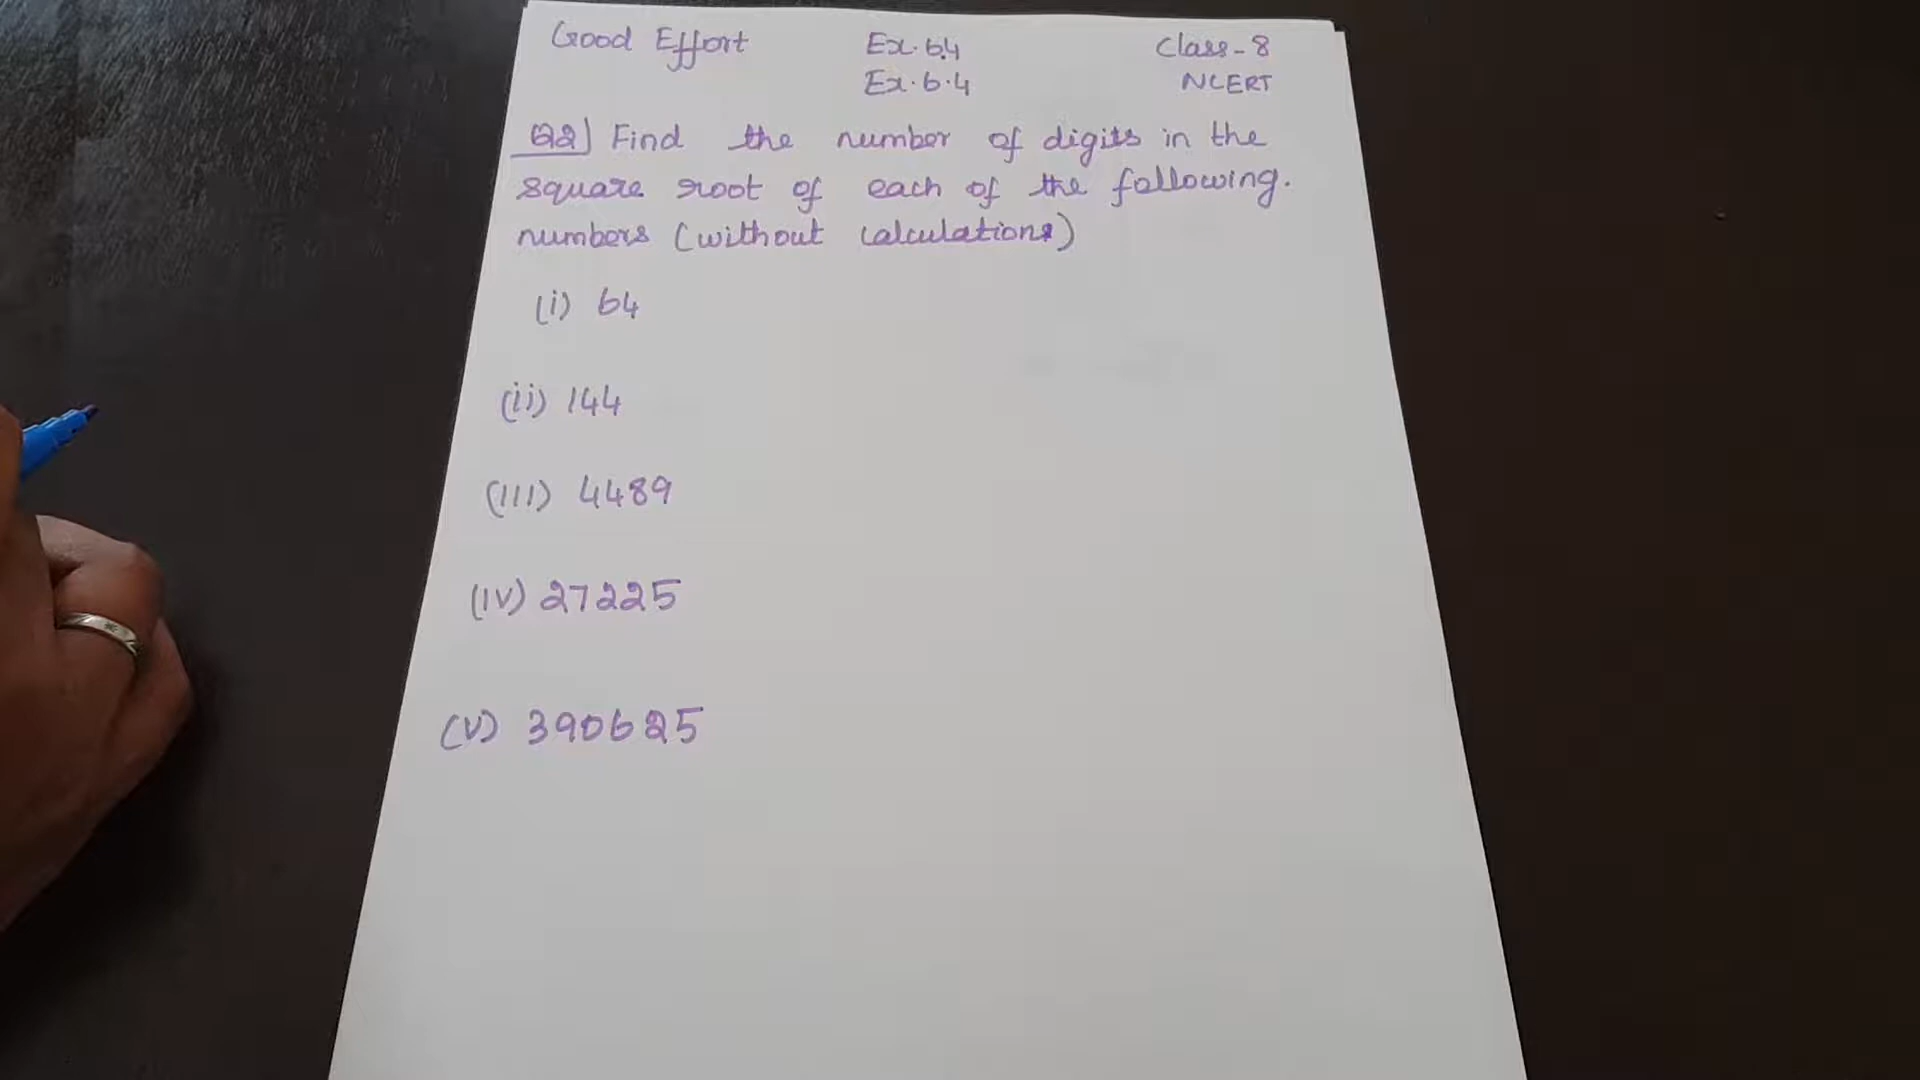 Good Effort Ex. 6.4 Class-8
Ex. 6.4 NCERT
Q2) Find the number of digits in the
square root of each of the following.
numbers (without calculations)
(i) 64
(ii) 144
(III) 4489
(IV) 27225
(V) 390625